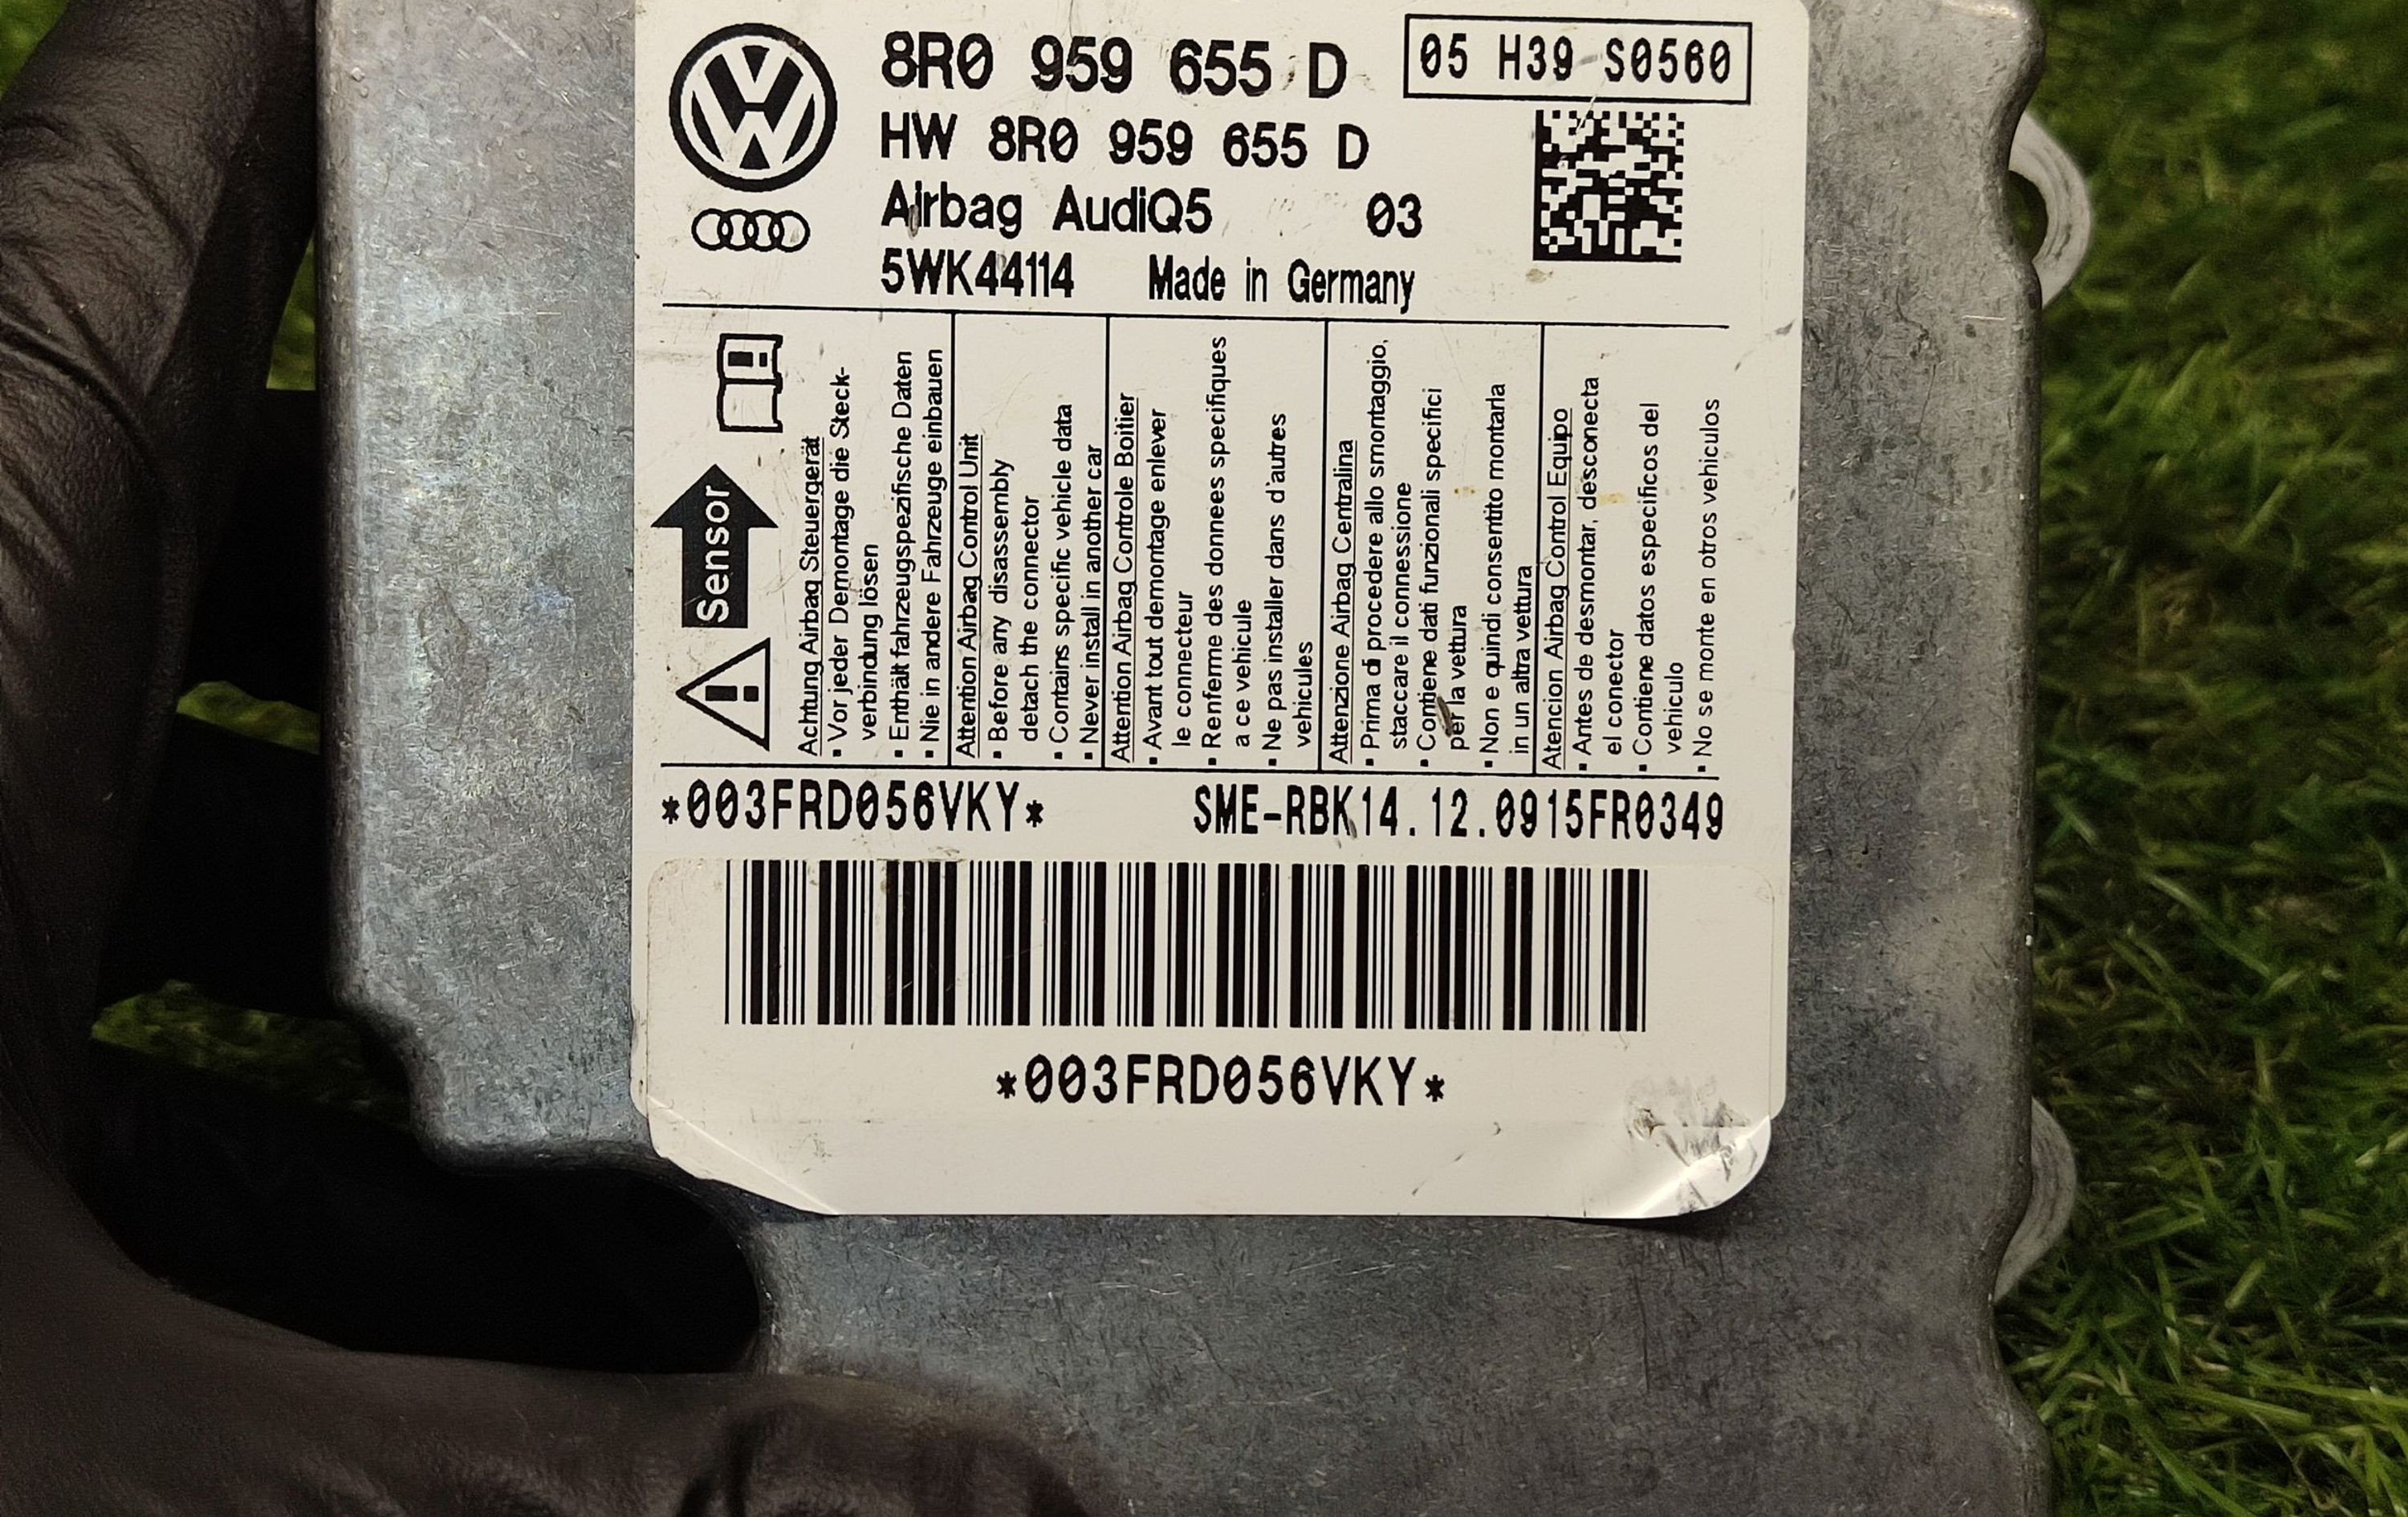 8R0 959 655 D
05 H39 S0560
HW 8R0 959 655 D
Airbag AudiQ5 03
5WK44114 Made in Germany
Sensor
Achtung Airbag Steuergerät
• Vor jeder Demontage die Steck-
verbindung lösen
• Enthält fahrzeugspezifische Daten
• Nie in andere Fahrzeuge einbauen
Attention Airbag Control Unit
• Before any disassembly
detach the connector
• Contains specific vehicle data
• Never install in another car
Attention Airbag Controle Boitier
• Avant tout demontage enlever
le connecteur
• Renferme des donnees specifiques
a ce vehicule
• Ne pas installer dans d'autres
vehicules
Attenzione Airbag Centralina
• Prima di procedere allo smontaggio,
staccare il connessione
• Contiene dati funzionali specifici
per la vettura
• Non e quindi consentito montarla
in un altra vettura
Atencion Airbag Control Equipo
• Antes de desmontar, desconecta
el conector
• Contiene datos especificos del
vehiculo
• No se monte en otros vehiculos
*003FRD056VKY* SME-RBK14.12.0915FR0349
*003FRD056VKY*